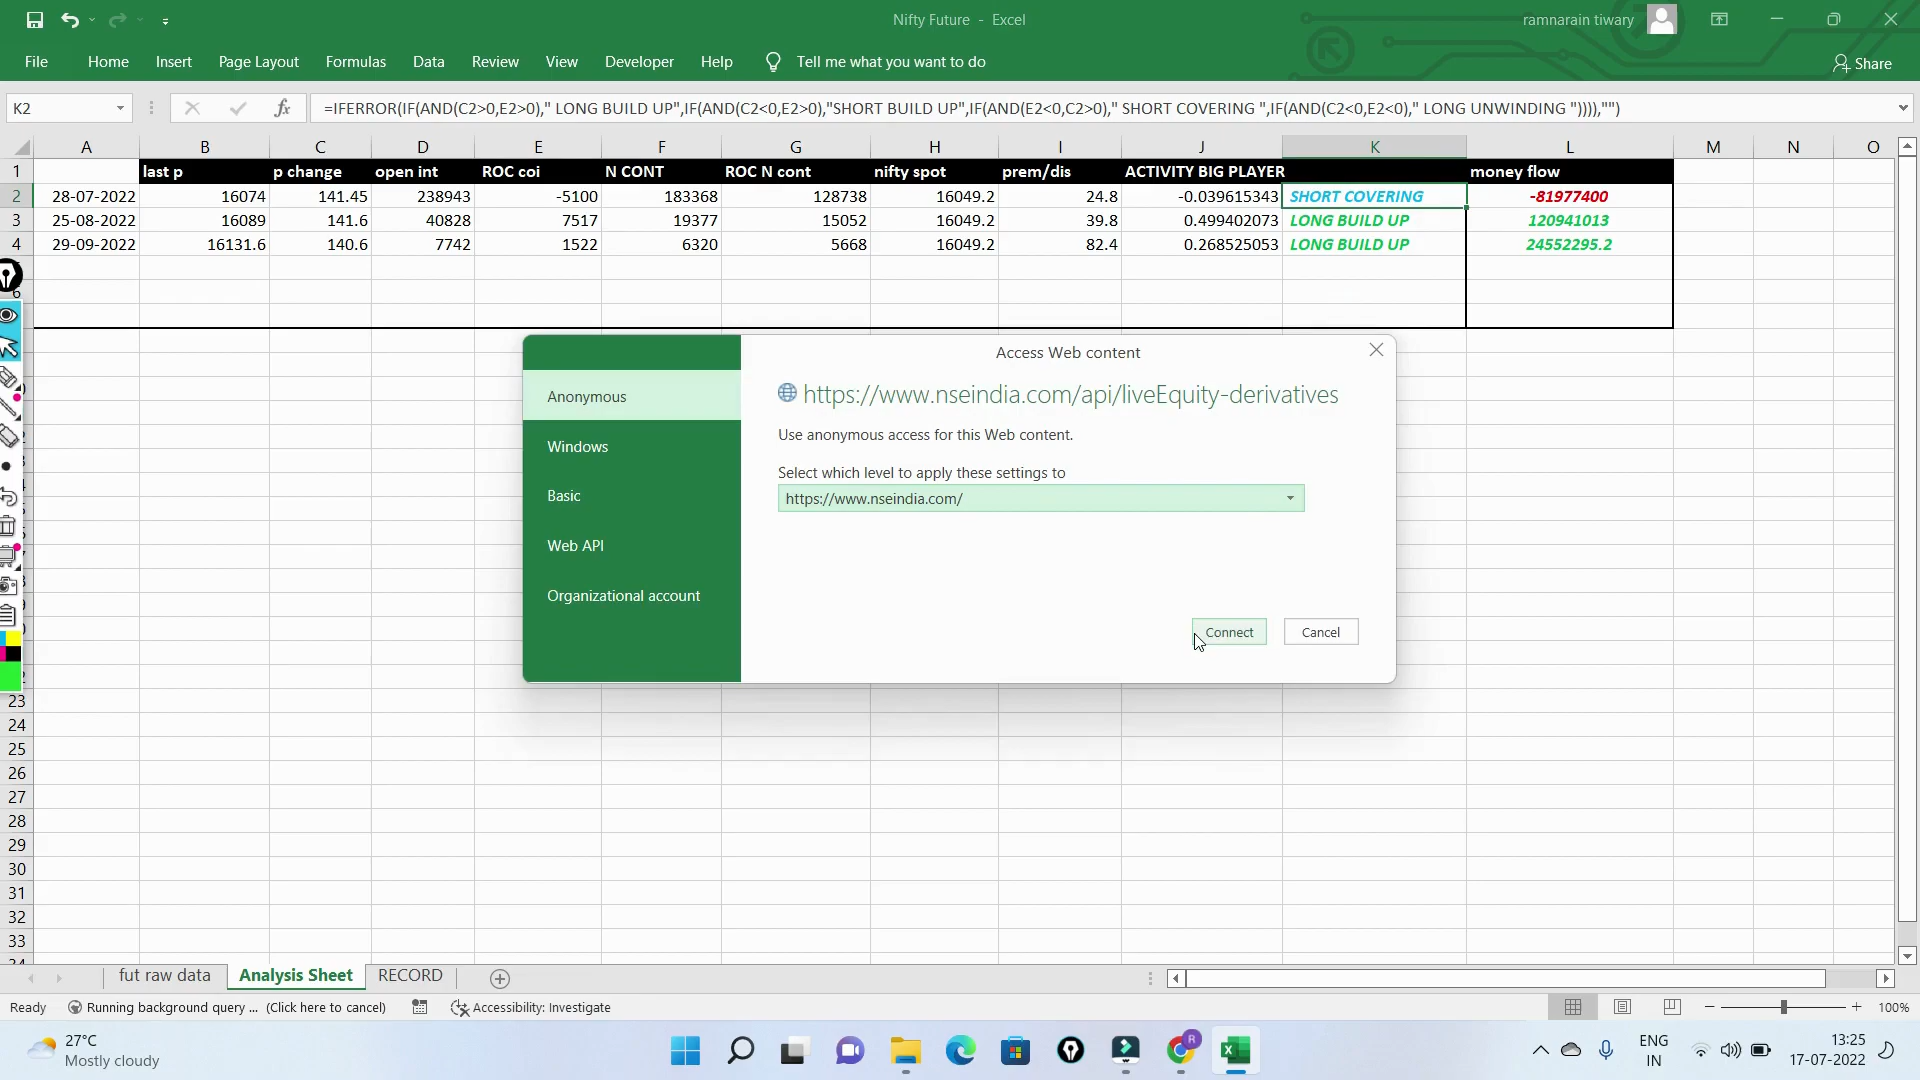 Nifty Future - Excel
ramnarain tiwary
File Home Insert Page Layout Formulas Data Review View Developer Help Tell me what you want to do
Share
K2 fx =IFERROR(IF(AND(C2>0,E2>0)," LONG BUILD UP",IF(AND(C2<0,E2>0),"SHORT BUILD UP",IF(AND(E2<0,C2>0)," SHORT COVERING ",IF(AND(C2<0,E2<0)," LONG UNWINDING ")))),"")
A B C D E F G H I J K L M N O
1 last p p change open int ROC coi N CONT ROC N cont nifty spot prem/dis ACTIVITY BIG PLAYER money flow
2 28-07-2022 16074 141.45 238943 -5100 183368 128738 16049.2 24.8 -0.039615343 SHORT COVERING -81977400
3 25-08-2022 16089 141.6 40828 7517 19377 15052 16049.2 39.8 0.499402703 LONG BUILD UP 120941013
4 29-09-2022 16131.6 140.6 7742 1522 6320 5668 16049.2 82.4 0.268525053 LONG BUILD UP 24552295.2
6
Access Web content
Anonymous
Windows
Basic
Web API
Organizational account
https://www.nseindia.com/api/liveEquity-derivatives
Use anonymous access for this Web content.
Select which level to apply these settings to
https://www.nseindia.com/
Connect Cancel
23
24
25
26
27
28
29
30
31
32
33
fut raw data Analysis Sheet RECORD
Ready Running background query ... (Click here to cancel) Accessibility: Investigate 100%
27°C
Mostly cloudy
R
ENG
IN
13:25
17-07-2022